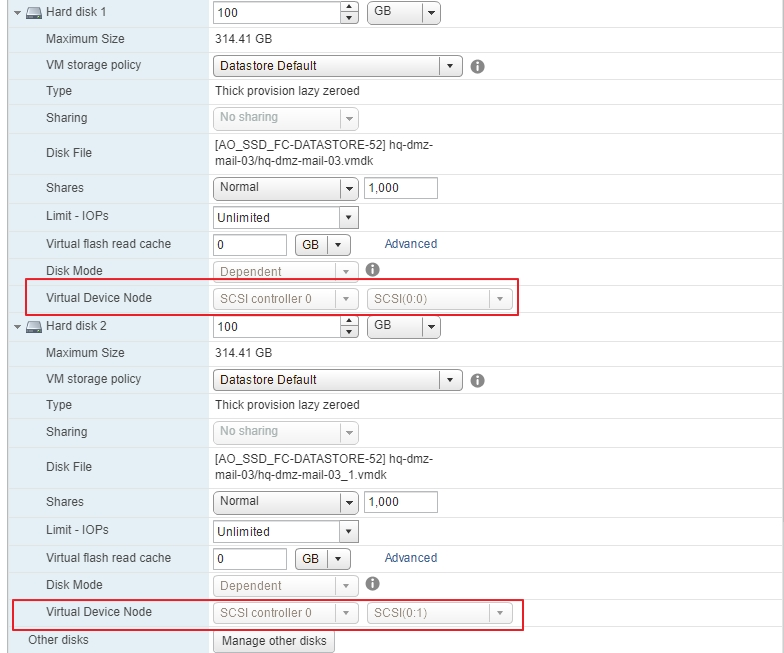 Hard disk 1 100 GB
Maximum Size 314.41 GB
VM storage policy Datastore Default
Type Thick provision lazy zeroed
Sharing No sharing
Disk File [AO_SSD_FC-DATASTORE-52] hq-dmz-
mail-03/hq-dmz-mail-03.vmdk
Shares Normal 1,000
Limit - IOPs Unlimited
Virtual flash read cache 0 GB Advanced
Disk Mode Dependent
Virtual Device Node SCSI controller 0 SCSI(0:0)
Hard disk 2 100 GB
Maximum Size 314.41 GB
VM storage policy Datastore Default
Type Thick provision lazy zeroed
Sharing No sharing
Disk File [AO_SSD_FC-DATASTORE-52] hq-dmz-
mail-03/hq-dmz-mail-03_1.vmdk
Shares Normal 1,000
Limit - IOPs Unlimited
Virtual flash read cache 0 GB Advanced
Disk Mode Dependent
Virtual Device Node SCSI controller 0 SCSI(0:1)
Other disks Manage other disks